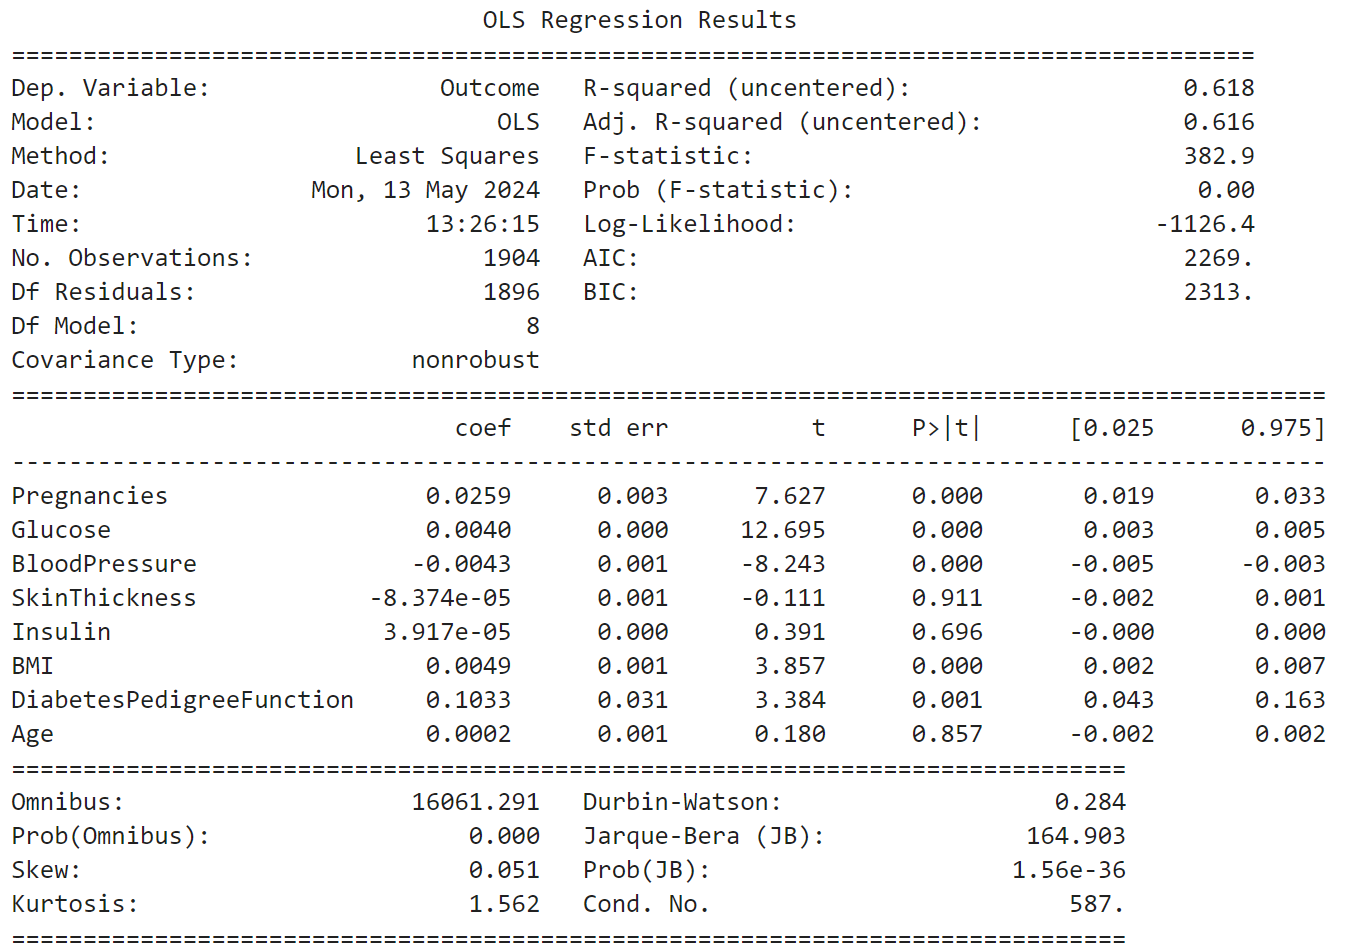 OLS Regression Results
==============================================================================
Dep. Variable: Outcome R-squared (uncentered): 0.618
Model: OLS Adj. R-squared (uncentered): 0.616
Method: Least Squares F-statistic: 382.9
Date: Mon, 13 May 2024 Prob (F-statistic): 0.00
Time: 13:26:15 Log-Likelihood: -1126.4
No. Observations: 1904 AIC: 2269.
Df Residuals: 1896 BIC: 2313.
Df Model: 8
Covariance Type: nonrobust
==============================================================================
coef std err t P>|t| [0.025 0.975]
------------------------------------------------------------------------------
Pregnancies 0.0259 0.003 7.627 0.000 0.019 0.033
Glucose 0.0040 0.000 12.695 0.000 0.003 0.005
BloodPressure -0.0043 0.001 -8.243 0.000 -0.005 -0.003
SkinThickness -8.374e-05 0.001 -0.111 0.911 -0.002 0.001
Insulin 3.917e-05 0.000 0.391 0.696 -0.000 0.000
BMI 0.0049 0.001 3.857 0.000 0.002 0.007
DiabetesPedigreeFunction 0.1033 0.031 3.384 0.001 0.043 0.163
Age 0.0002 0.001 0.180 0.857 -0.002 0.002
==============================================================================
Omnibus: 16061.291 Durbin-Watson: 0.284
Prob(Omnibus): 0.000 Jarque-Bera (JB): 164.903
Skew: 0.051 Prob(JB): 1.56e-36
Kurtosis: 1.562 Cond. No. 587.
==============================================================================